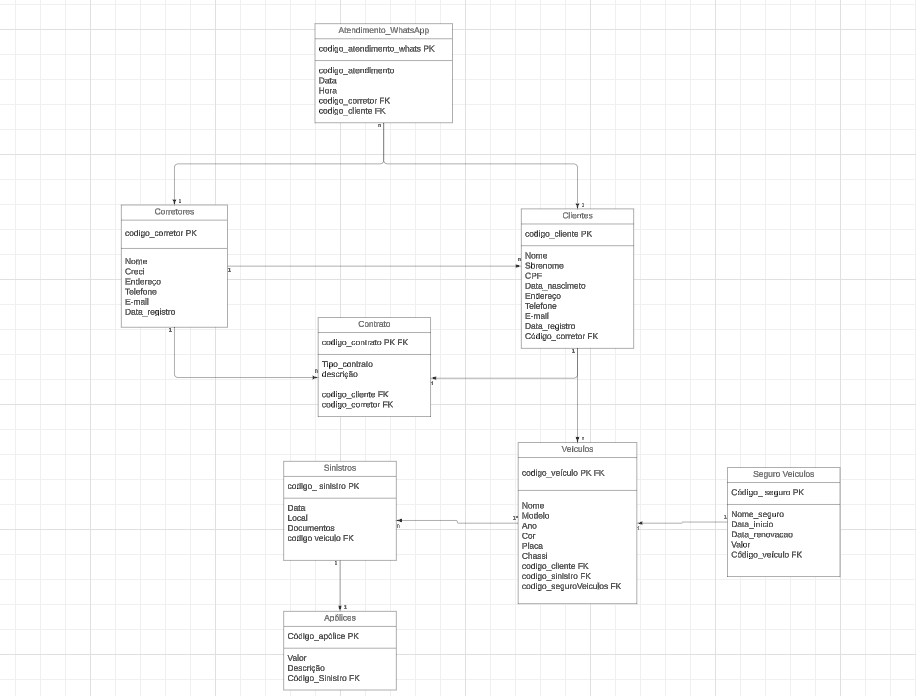 Atendimento_WhatsApp
codigo_atendimento_whats PK
codigo_atendimento
Data
Hora
codigo_corretor FK
codigo_cliente FK
n
1
1
Corretores
codigo_corretor PK
Nome
Creci
Endereço
Telefone
E-mail
Data_registro
1
1
Clientes
codigo_cliente PK
n
Nome
Sbrenome
CPF
Data_nascimeto
Endereço
Telefone
E-mail
Data_registro
Código_corretor FK
1
Contrato
codigo_contrato PK FK
n
Tipo_contrato
descrição
codigo_cliente FK
codigo_corretor FK
1
Veiculos
codigo_veículo PK FK
Nome
Modelo
Ano
Cor
Placa
Chassi
codigo_cliente FK
codigo_sinistro FK
codigo_seguroVeiculos FK
1*
1
Seguro Veiculos
Código_ seguro PK
Nome_seguro
Data_inicio
Data_renovacao
Valor
Código_veículo FK
1
Sinistros
codigo_ sinistro PK
Data
Local
Documentos
codigo veiculo FK
n
1
1
Apólices
Código_apólice PK
Valor
Descrição
Código_Sinistro FK